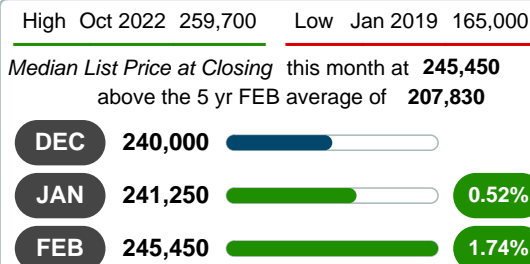 High Oct 2022 259,700 Low Jan 2019 165,000
Median List Price at Closing this month at 245,450
above the 5 yr FEB average of 207,830
DEC 240,000
JAN 241,250 0.52%
FEB 245,450 1.74%